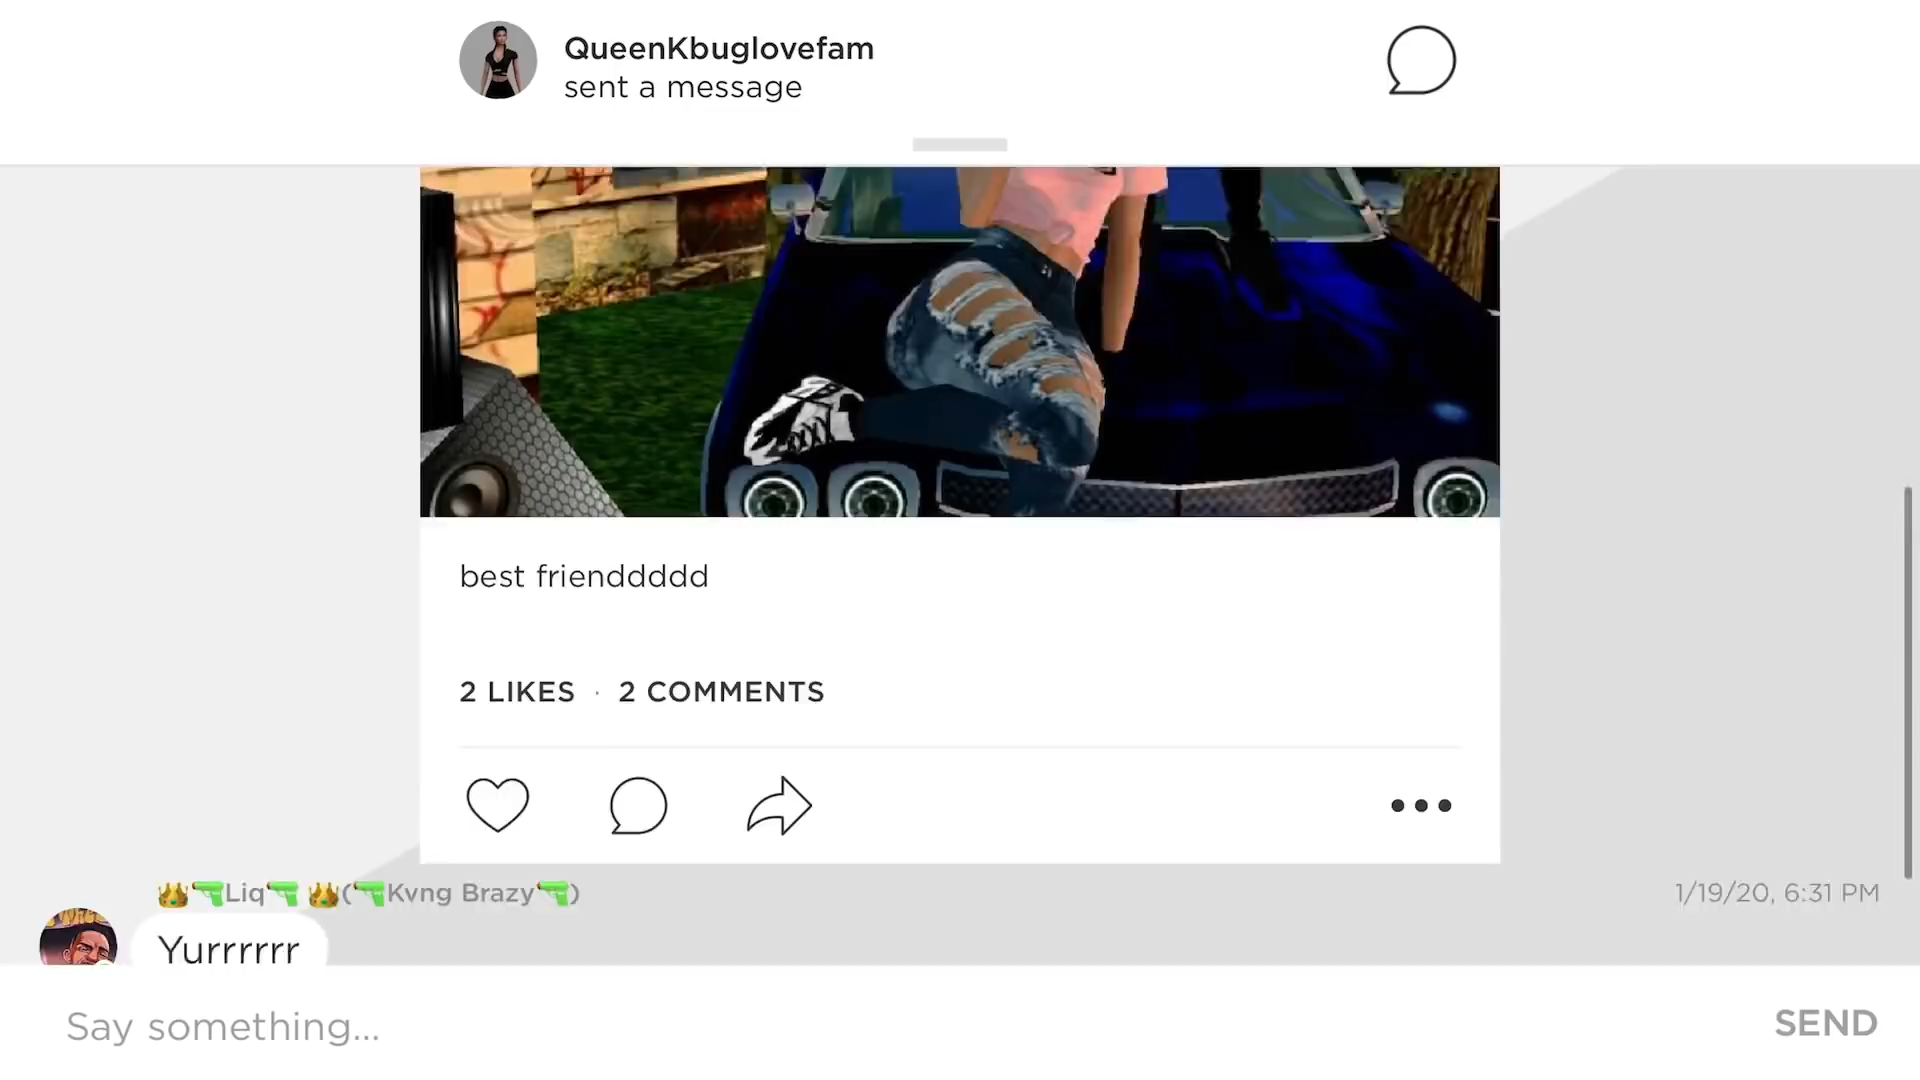 QueenKbuglovefam
sent a message
best frienddddd
2 LIKES · 2 COMMENTS
👑🔫Liq🔫 👑(🔫Kvng Brazy🔫)
1/19/20, 6:31 PM
Yurrrrrr
Say something...
SEND